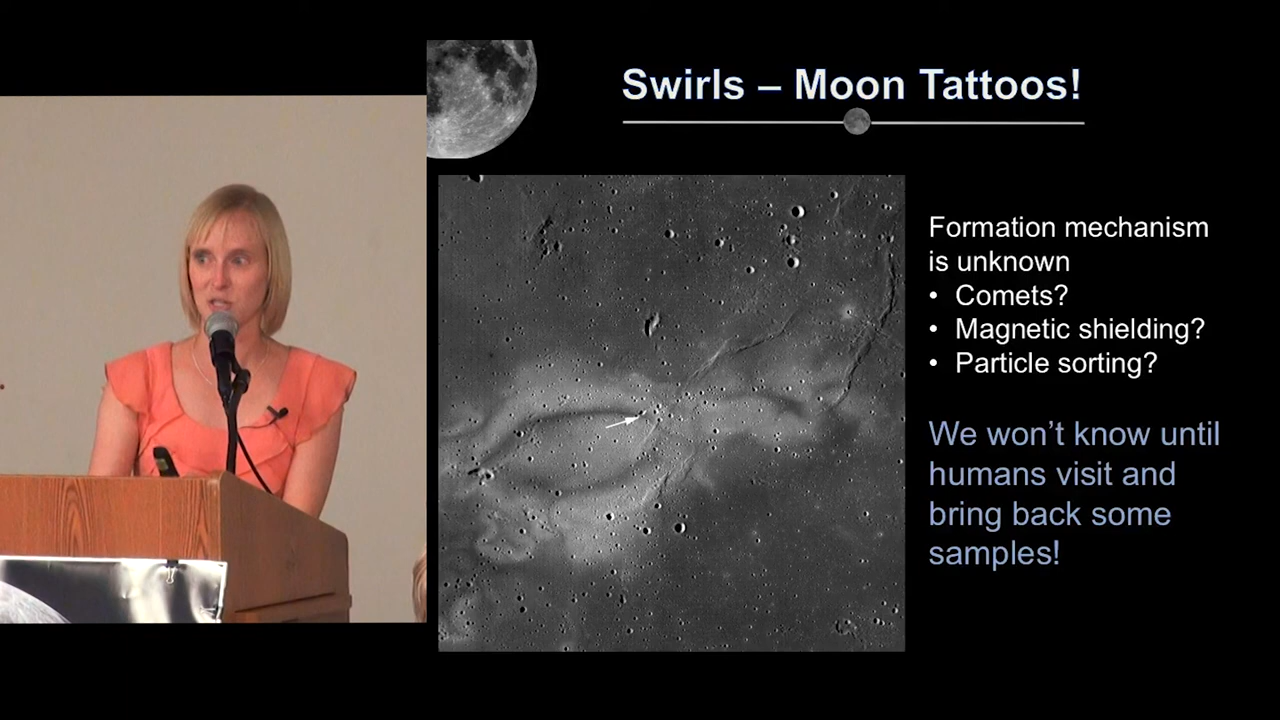 Swirls – Moon Tattoos!
Formation mechanism
is unknown
• Comets?
• Magnetic shielding?
• Particle sorting?
We won’t know until
humans visit and
bring back some
samples!